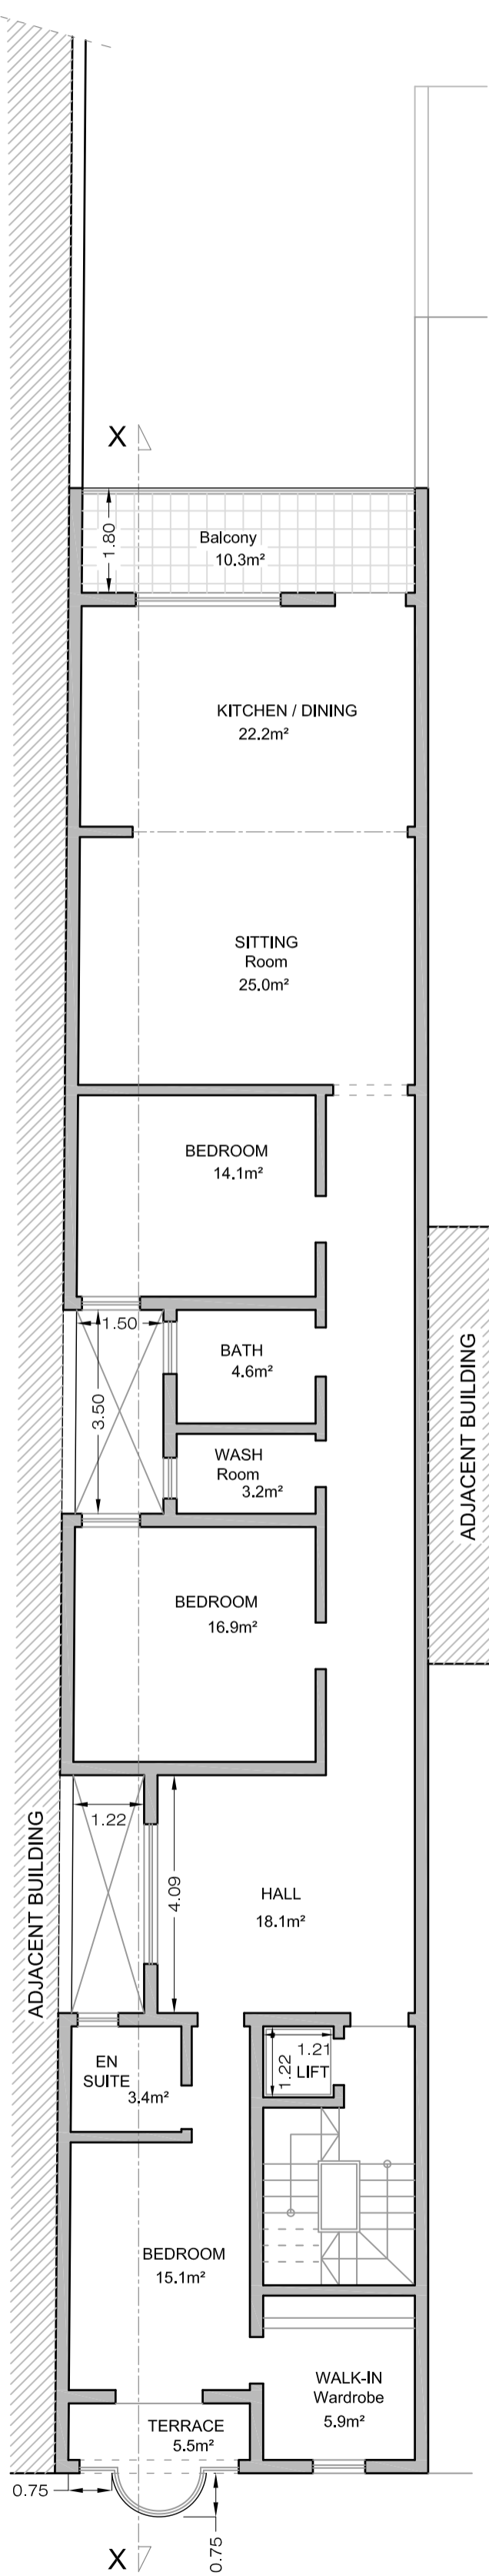 X
1.80
Balcony
10.3m²
KITCHEN / DINING
22.2m²
SITTING
Room
25.0m²
BEDROOM
14.1m²
1.50
3.50
BATH
4.6m²
WASH
Room
3.2m²
ADJACENT BUILDING
BEDROOM
16.9m²
1.22
4.09
HALL
18.1m²
ADJACENT BUILDING
EN
SUITE
3.4m²
1.21
1.22
LIFT
BEDROOM
15.1m²
WALK-IN
Wardrobe
5.9m²
TERRACE
5.5m²
0.75
0.75
X